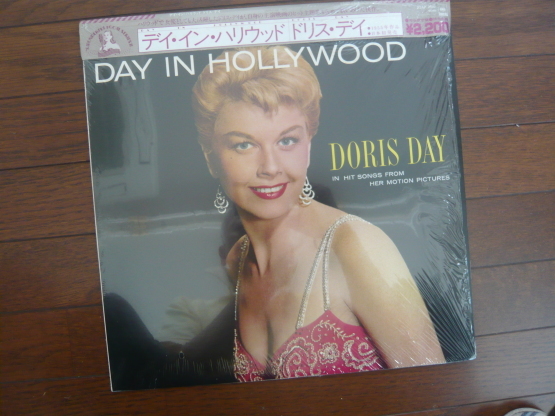 デイ・イン・ハリウッド ドリス・デイ
¥2,200
DAY IN HOLLYWOOD
DORIS DAY
IN HIT SONGS FROM
HER MOTION PICTURES